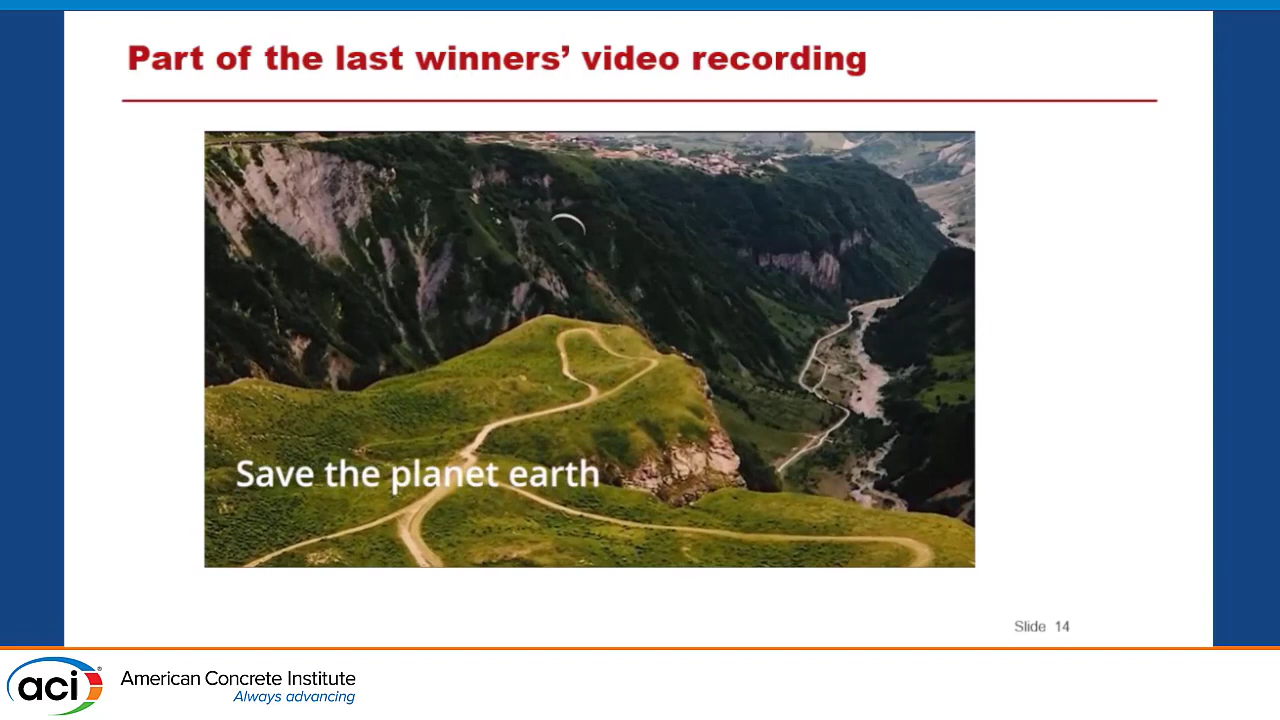 Part of the last winners’ video recording
Save the planet earth
Slide 14
aci®
American Concrete Institute
Always advancing